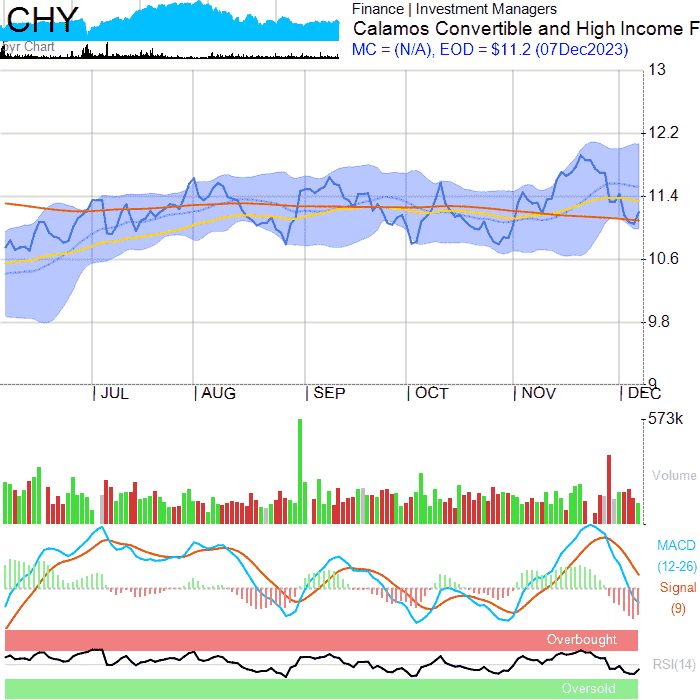 CHY
5yr Chart
Finance | Investment Managers
Calamos Convertible and High Income F
MC = (N/A), EOD = $11.2 (07Dec2023)
13
12.2
11.4
10.6
9.8
9
JUL
AUG
SEP
OCT
NOV
DEC
573k
Volume
MACD
(12-26)
Signal
(9)
Overbought
RSI(14)
Oversold